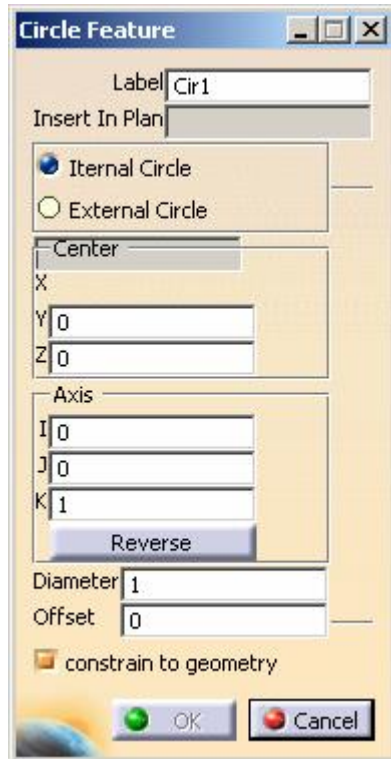 Circle Feature
Label Cir1
Insert In Plan
Iternal Circle
External Circle
Center
X
Y 0
Z 0
Axis
I 0
J 0
K 1
Reverse
Diameter 1
Offset 0
constrain to geometry
OK Cancel